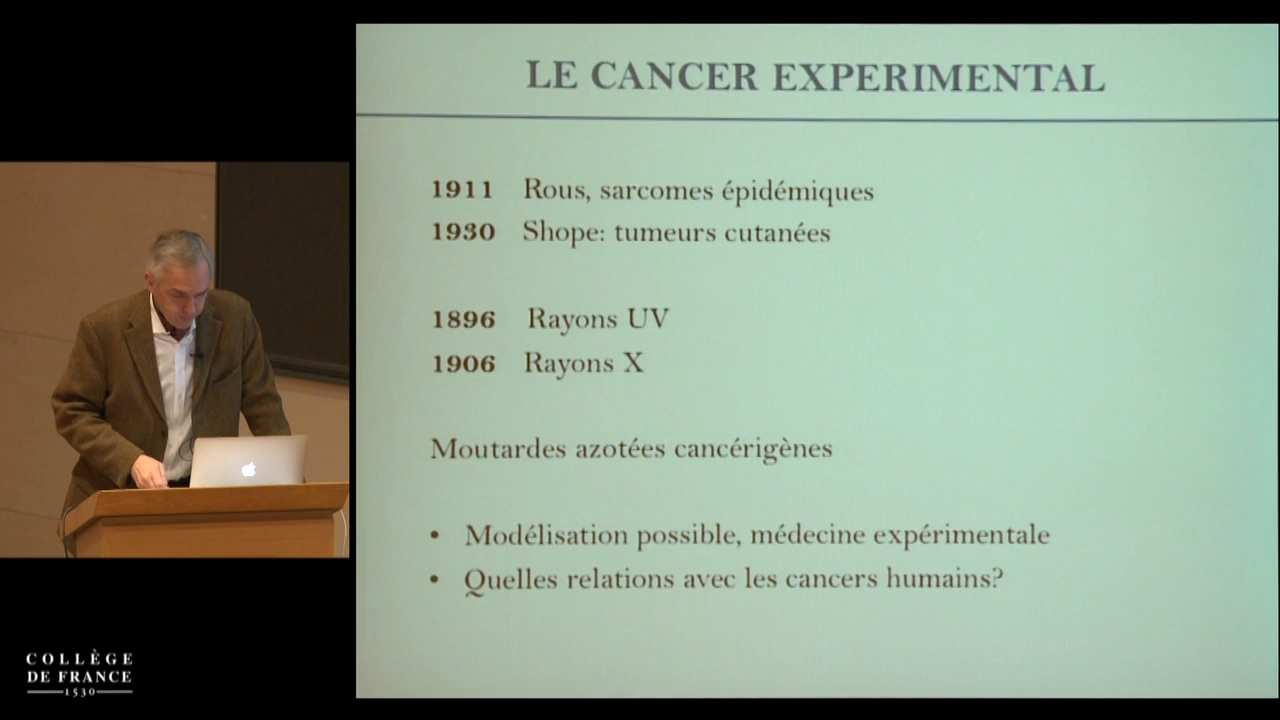 LE CANCER EXPERIMENTAL
1911 Rous, sarcomes épidémiques
1930 Shope: tumeurs cutanées
1896 Rayons UV
1906 Rayons X
Moutardes azotées cancérigènes
• Modélisation possible, médecine expérimentale
• Quelles relations avec les cancers humains?
COLLÈGE
DE FRANCE
1530